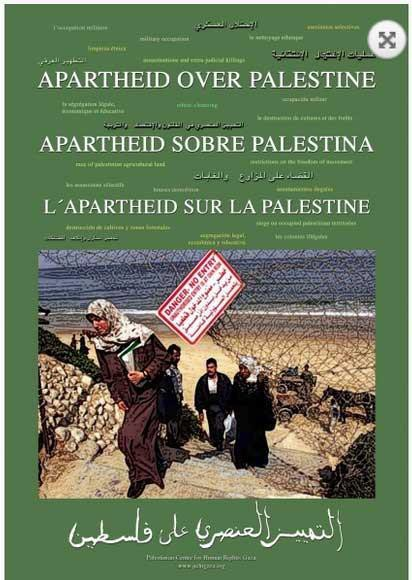 l'occupation militaire
الإحتلال العسكري
asesinatos selectivos
military occupation
le nettoyage ethnique
limpieza étnica
عمليات الإغتيال الإنتقائية
التطهير العرقي
assassinations and extra-judicial killings
APARTHEID OVER PALESTINE
la ségrégation légale,
économique et éducative
ethnic cleansing
ocupación militar
التمييز العنصري في القانون والإقتصاد والتربية
la destruction de cultures et des forêts
APARTHEID SOBRE PALESTINA
raze of palestinian agricultural land
restrictions on the freedom of movement
القضاء على المزارع والغابات
les assassinats sélectifs
houses demolition
asentamientos ilegales
L´APARTHEID SUR LA PALESTINE
siege on occupied palestinian territories
destrucción de cultivos y zonas forestales
segregación legal,
económica y educativa
les colonies illégales
DANGER-NO ENTRY
التمييز العنصري على فلسطين
Palestinian Centre for Human Rights Gaza
www.pchrgaza.org